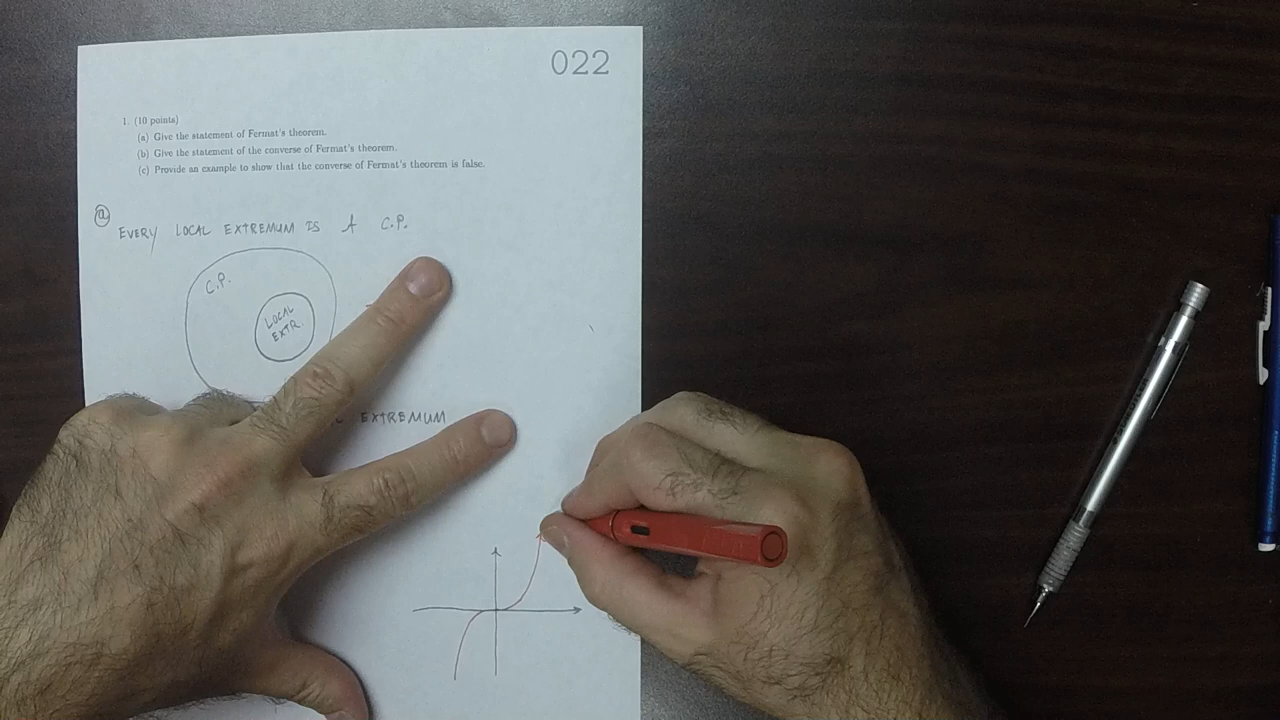 022
1. (10 points)
(a) Give the statement of Fermat's theorem.
(b) Give the statement of the converse of Fermat's theorem.
(c) Provide an example to show that the converse of Fermat's theorem is false.
(a)
EVERY LOCAL EXTREMUM IS A C.P.
C.P.
LOCAL
EXTR.
EXTREMUM